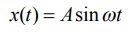 x(t) = A sin ωt